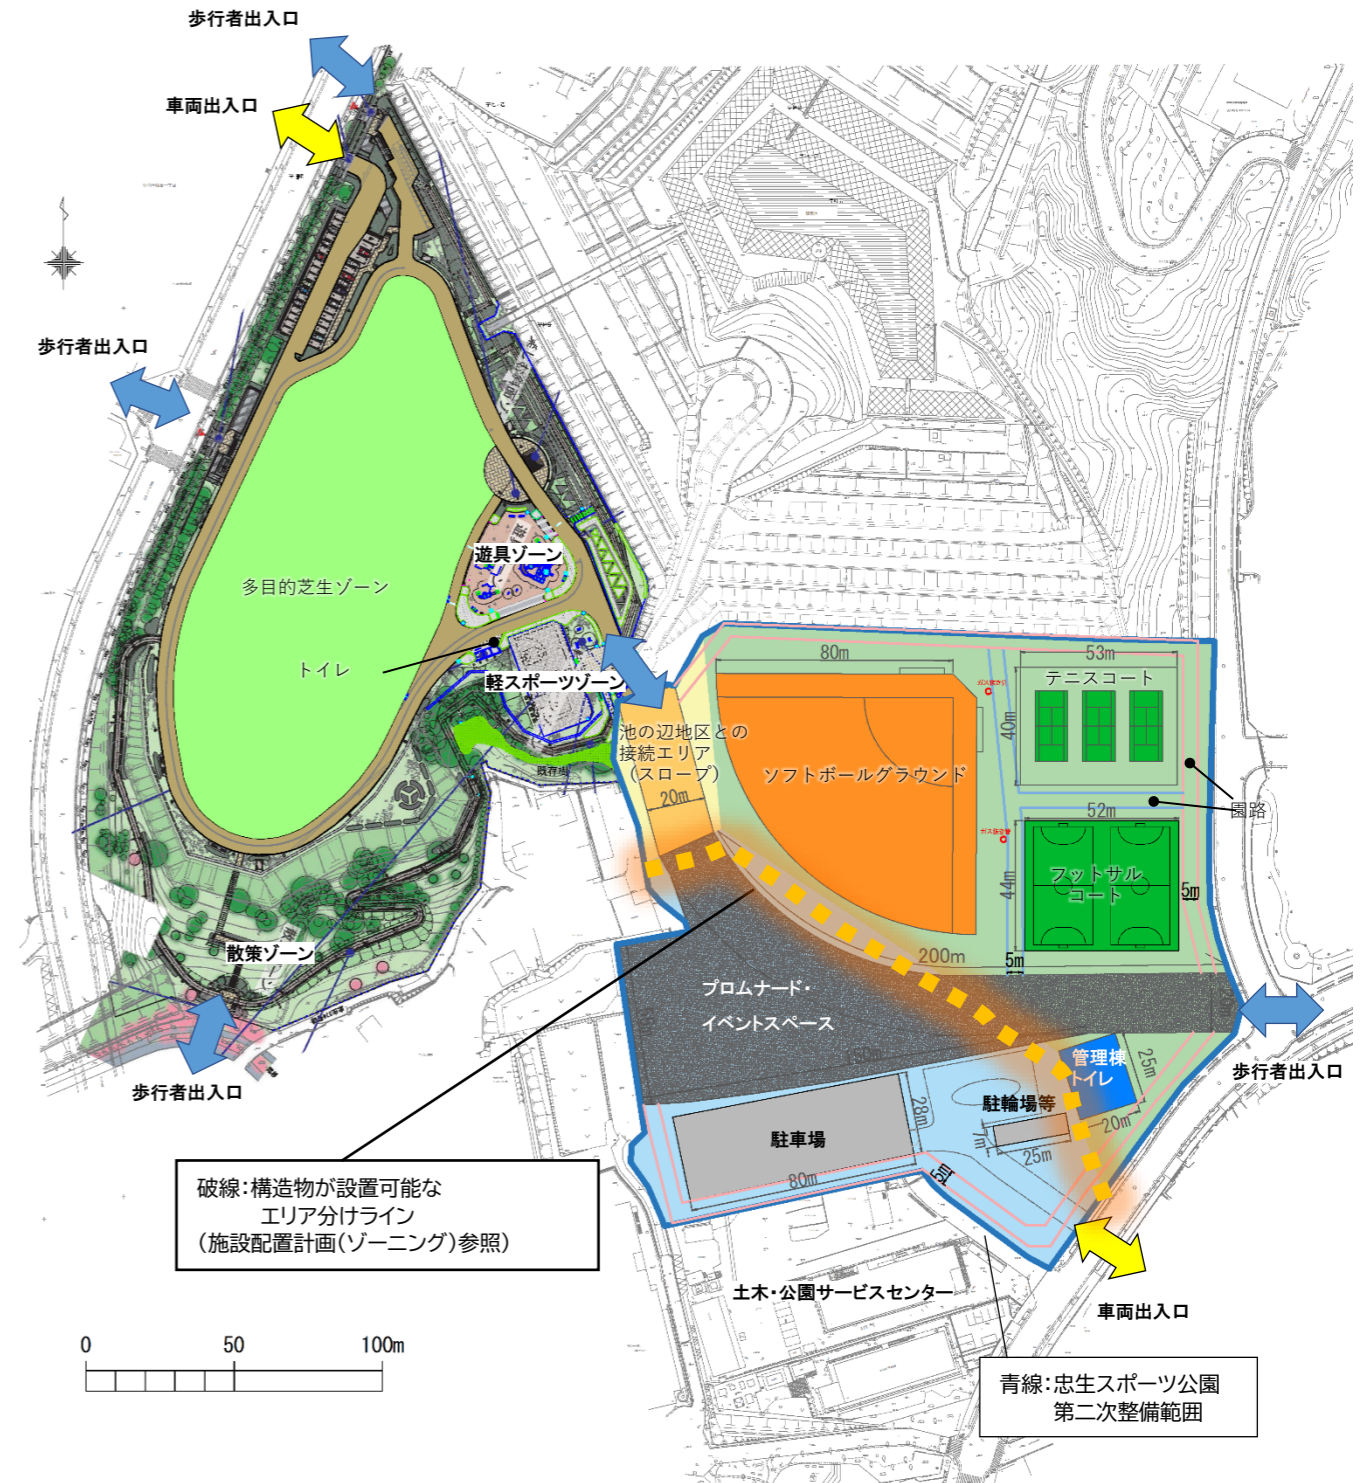 歩行者出入口
車両出入口
歩行者出入口
遊具ゾーン
多目的芝生ゾーン
トイレ
軽スポーツゾーン
池の辺地区との
接続エリア
（スロープ）
20m
80m
53m
テニスコート
40m
ソフトボールグラウンド
園路
52m
フットサル
コート
44m
5m
5m
200m
散策ゾーン
プロムナード・
イベントスペース
歩行者出入口
歩行者出入口
管理棟
トイレ
25m
20m
駐輪場等
7m
25m
駐車場
28m
80m
5m
破線：構造物が設置可能な
エリア分けライン
（施設配置計画(ゾーニング)参照）
土木・公園サービスセンター
車両出入口
0 50 100m
青線：忠生スポーツ公園
第二次整備範囲